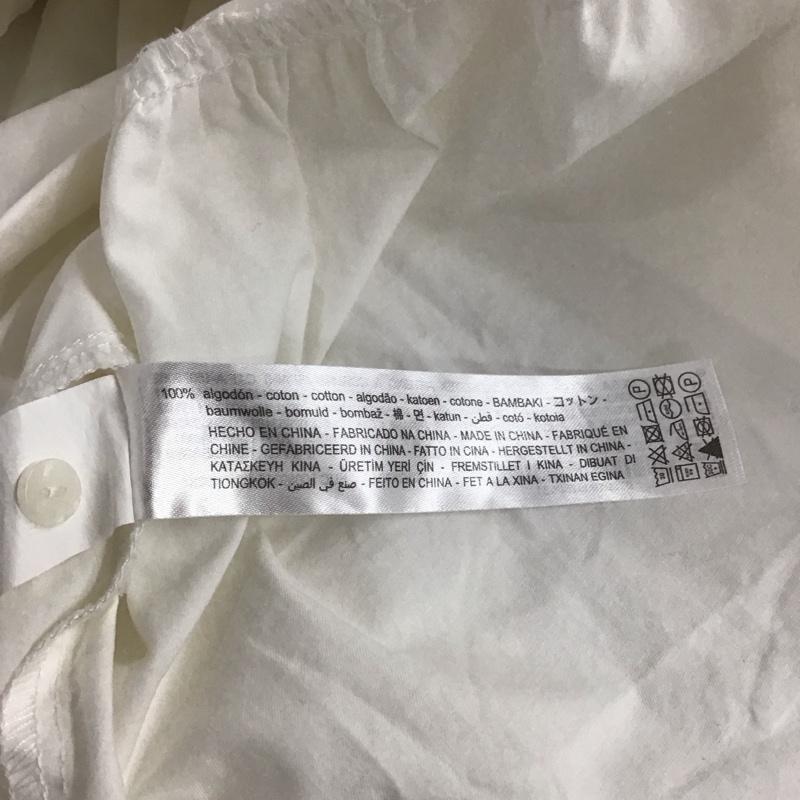 100% algodón - coton - cotton - algodão - katoen - cotone - BAMBAKI - コットン -
baumwolle - bomuld - bombaž - 棉 - 면 - katun - قطن - cotó - kotoia
HECHO EN CHINA - FABRICADO NA CHINA - MADE IN CHINA - FABRIQUÉ EN
CHINE - GEFABRICEERD IN CHINA - FATTO IN CINA - HERGESTELLT IN CHINA -
ΚΑΤΑΣΚΕΥΗ ΚΙΝΑ - ÜRETİM YERİ ÇİN - FREMSTILLET I KINA - DIBUAT DI
TIONGKOK - صنع في الصين - FEITO EN CHINA - FET A LA XINA - TXINAN EGINA
P P